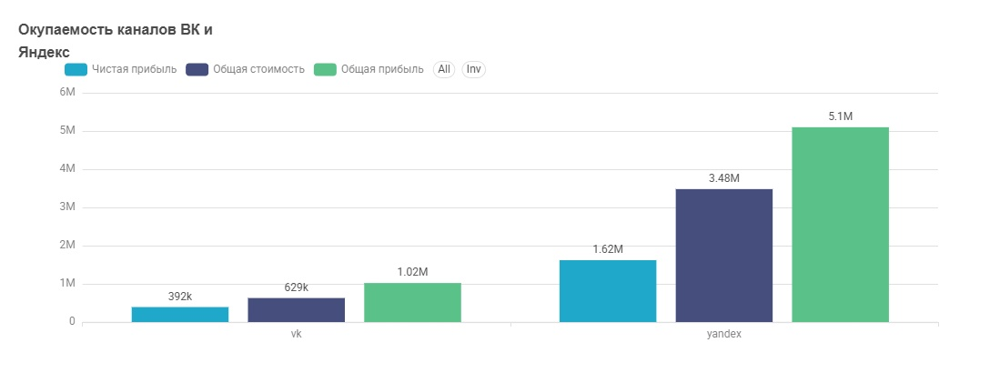 Окупаемость каналов ВК и
Яндекс
Чистая прибыль Общая стоимость Общая прибыль All Inv
6M
5M
4M
3M
2M
1M
0
392k
629k
1.02M
1.62M
3.48M
5.1M
vk
yandex